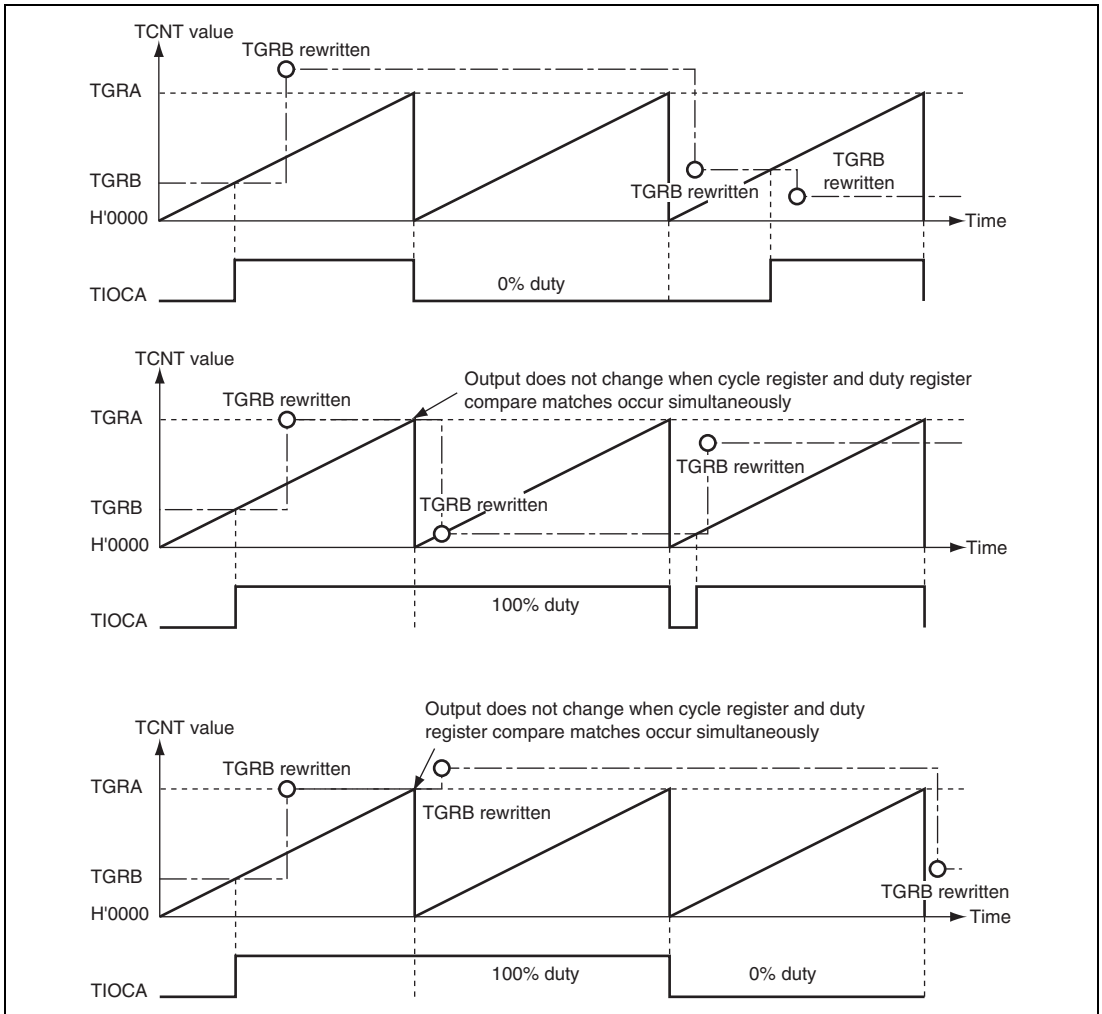 TCNT value
TGRB rewritten
TGRA
TGRB
rewritten
TGRB
TGRB rewritten
H'0000
Time
0% duty
TIOCA
TCNT value
Output does not change when cycle register and duty register
compare matches occur simultaneously
TGRB rewritten
TGRA
TGRB rewritten
TGRB rewritten
TGRB
H'0000
Time
100% duty
TIOCA
Output does not change when cycle register and duty
register compare matches occur simultaneously
TCNT value
TGRB rewritten
TGRA
TGRB rewritten
TGRB
TGRB rewritten
H'0000
Time
100% duty
0% duty
TIOCA